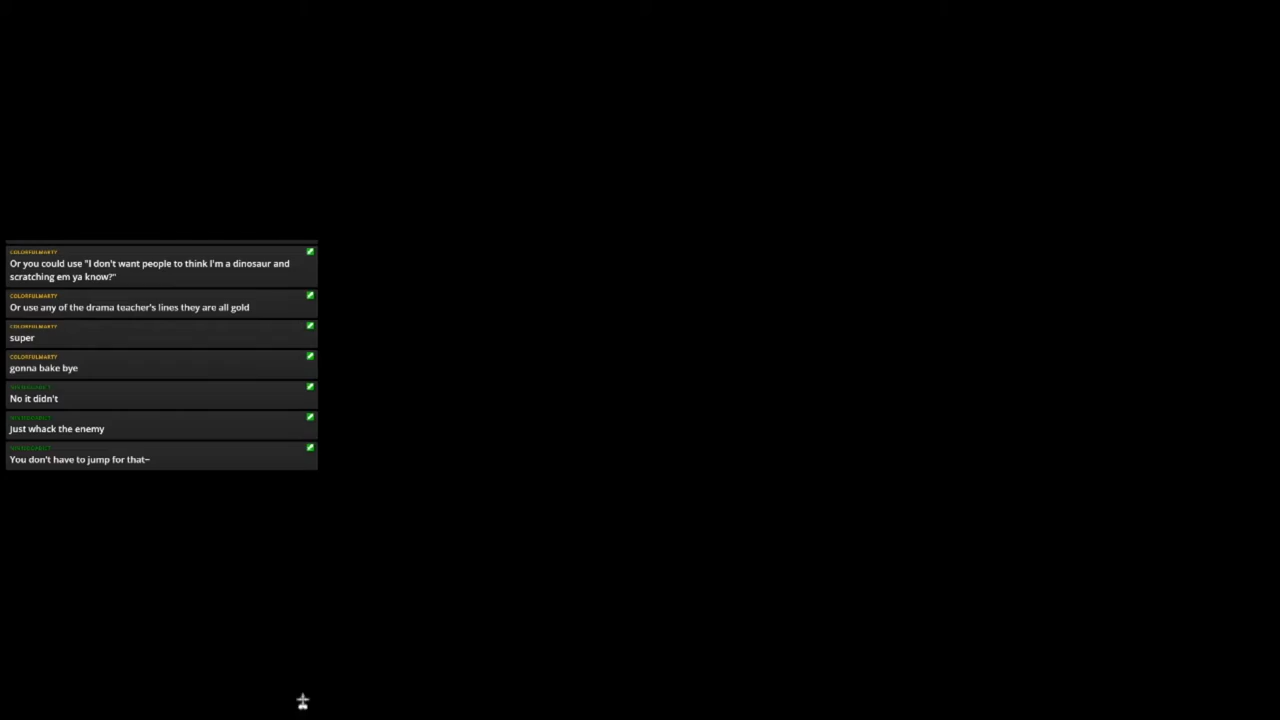 COLORFULMARTY
Or you could use "I don't want people to think I'm a dinosaur and
scratching em ya know?"
COLORFULMARTY
Or use any of the drama teacher's lines they are all gold
COLORFULMARTY
super
COLORFULMARTY
gonna bake bye
No it didn't
Just whack the enemy
You don't have to jump for that~